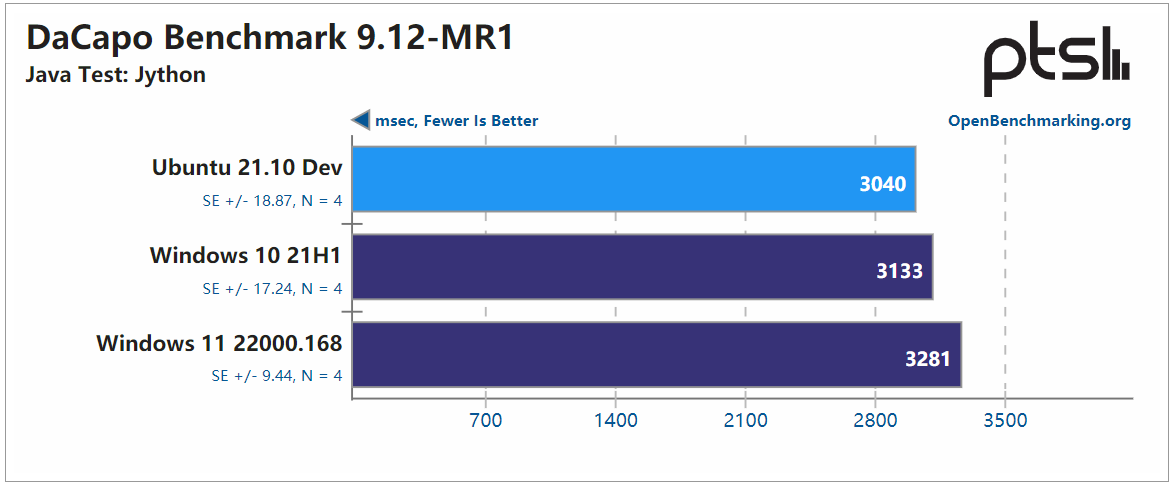 DaCapo Benchmark 9.12-MR1
Java Test: Jython
ptsl
msec, Fewer Is Better
OpenBenchmarking.org
Ubuntu 21.10 Dev
SE +/- 18.87, N = 4
3040
Windows 10 21H1
SE +/- 17.24, N = 4
3133
Windows 11 22000.168
SE +/- 9.44, N = 4
3281
700 1400 2100 2800 3500